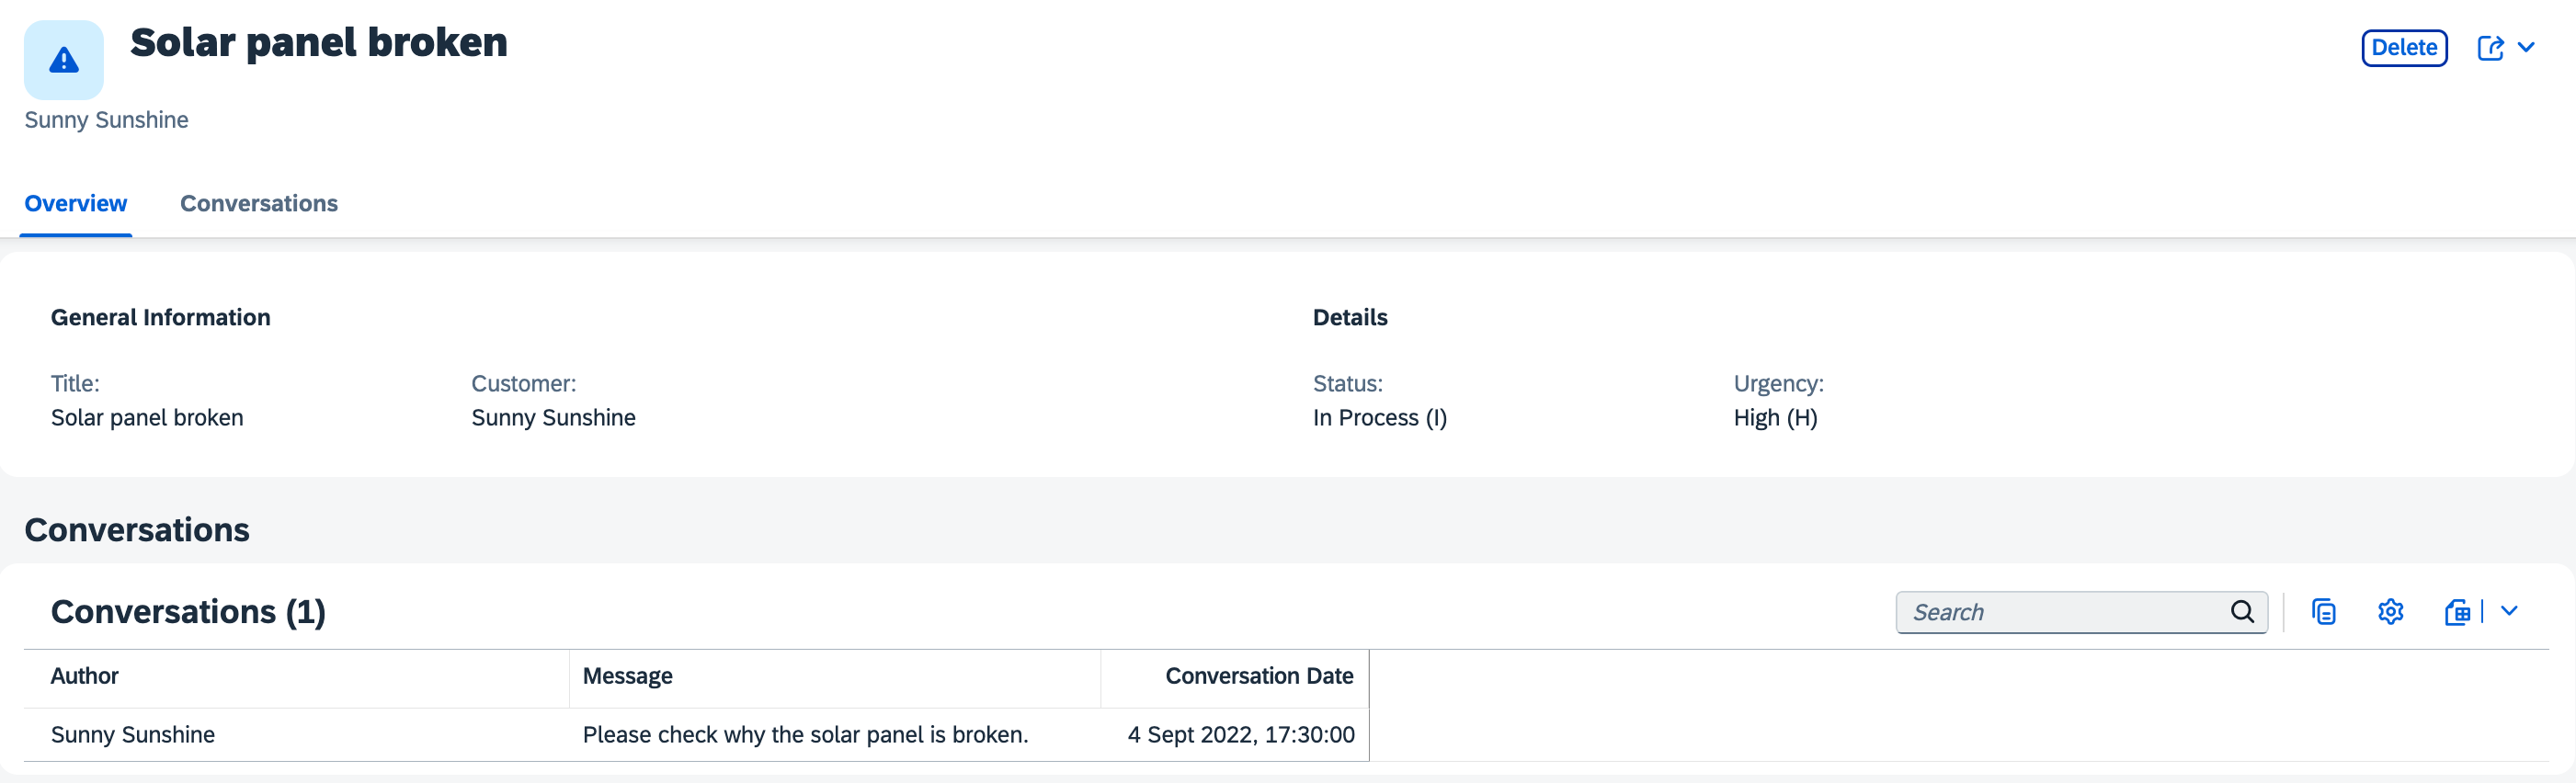 Solar panel broken
Delete
Sunny Sunshine
Overview Conversations
General Information
Title:
Solar panel broken
Customer:
Sunny Sunshine
Details
Status:
In Process (I)
Urgency:
High (H)
Conversations
Conversations (1)
Search
Author Message Conversation Date
Sunny Sunshine Please check why the solar panel is broken. 4 Sept 2022, 17:30:00